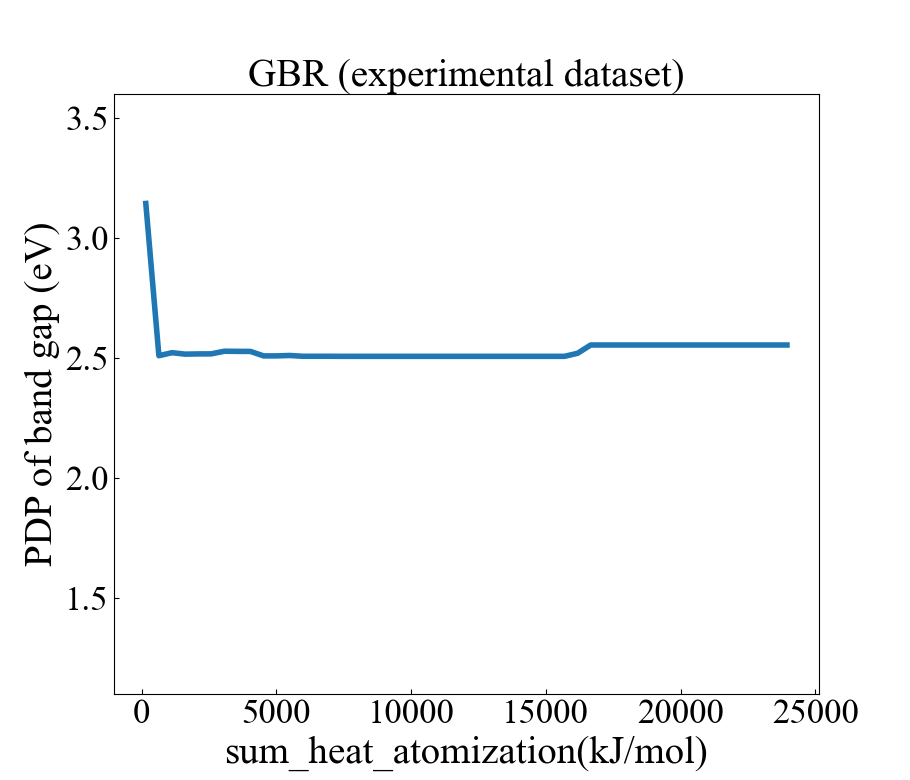 GBR (experimental dataset)
PDP of band gap (eV)
3.5
3.0
2.5
2.0
1.5
0 5000 10000 15000 20000 25000
sum_heat_atomization(kJ/mol)